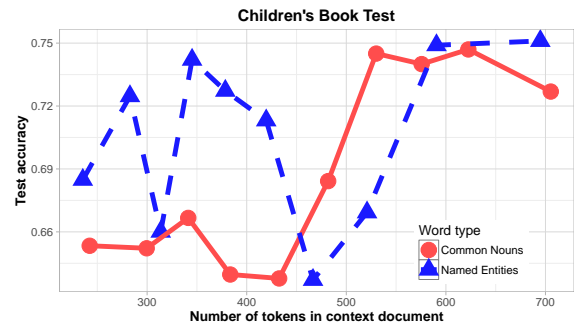 Children's Book Test
Test accuracy
0.75
0.72
0.69
0.66
Word type
Common Nouns
Named Entities
300
400
500
600
700
Number of tokens in context document